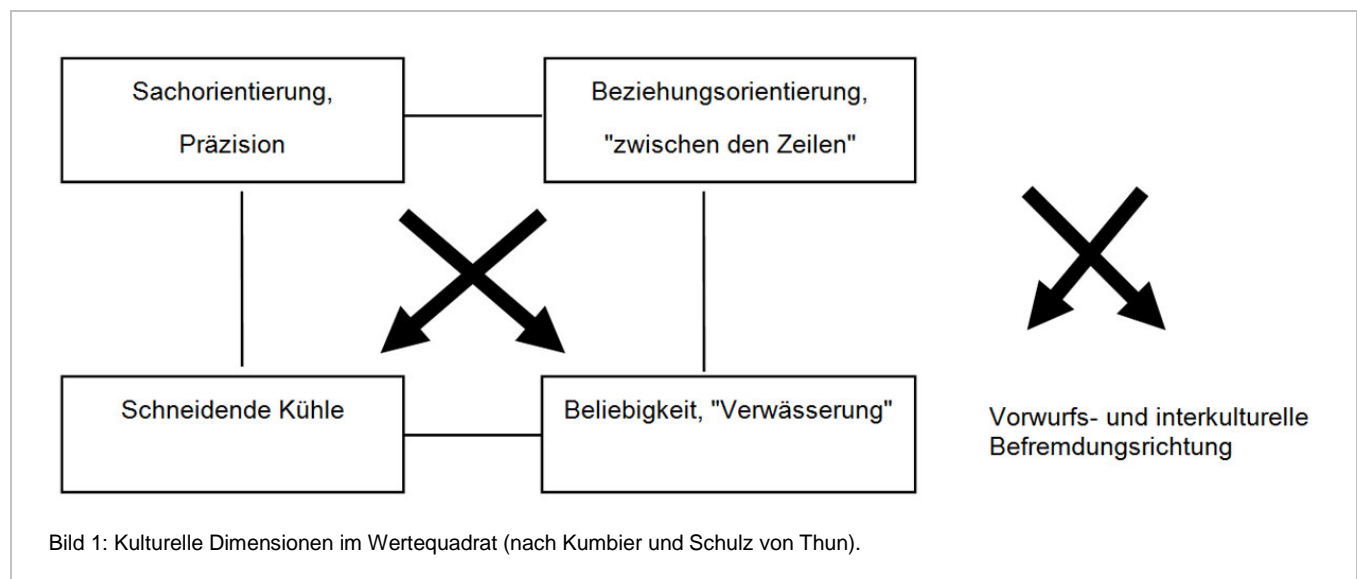 Sachorientierung,
Präzision
Beziehungsorientierung,
"zwischen den Zeilen"
Schneidende Kühle
Beliebigkeit, "Verwässerung"
Vorwurfs- und interkulturelle
Befremdungsrichtung
Bild 1: Kulturelle Dimensionen im Wertequadrat (nach Kumbier und Schulz von Thun).